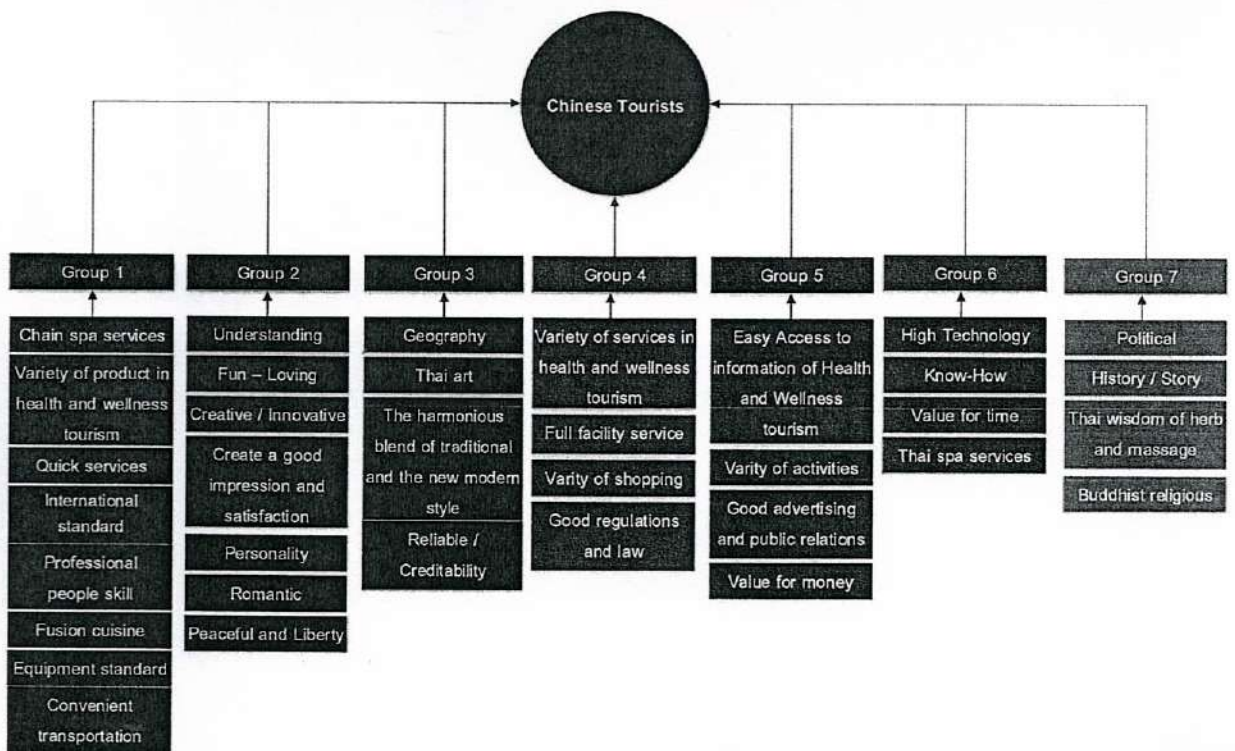 Chinese Tourists
Group 1
Group 2
Group 3
Group 4
Group 5
Group 6
Group 7
Chain spa services
Variety of product in
health and wellness
tourism
Quick services
International
standard
Professional
people skill
Fusion cuisine
Equipment standard
Convenient
transportation
Understanding
Fun – Loving
Creative / Innovative
Create a good
impression and
satisfaction
Personality
Romantic
Peaceful and Liberty
Geography
Thai art
The harmonious
blend of traditional
and the new modern
style
Reliable /
Creditability
Variety of services in
health and wellness
tourism
Full facility service
Varity of shopping
Good regulations
and law
Easy Access to
information of Health
and Wellness
tourism
Varity of activities
Good advertising
and public relations
Value for money
High Technology
Know-How
Value for time
Thai spa services
Political
History / Story
Thai wisdom of herb
and massage
Buddhist religious